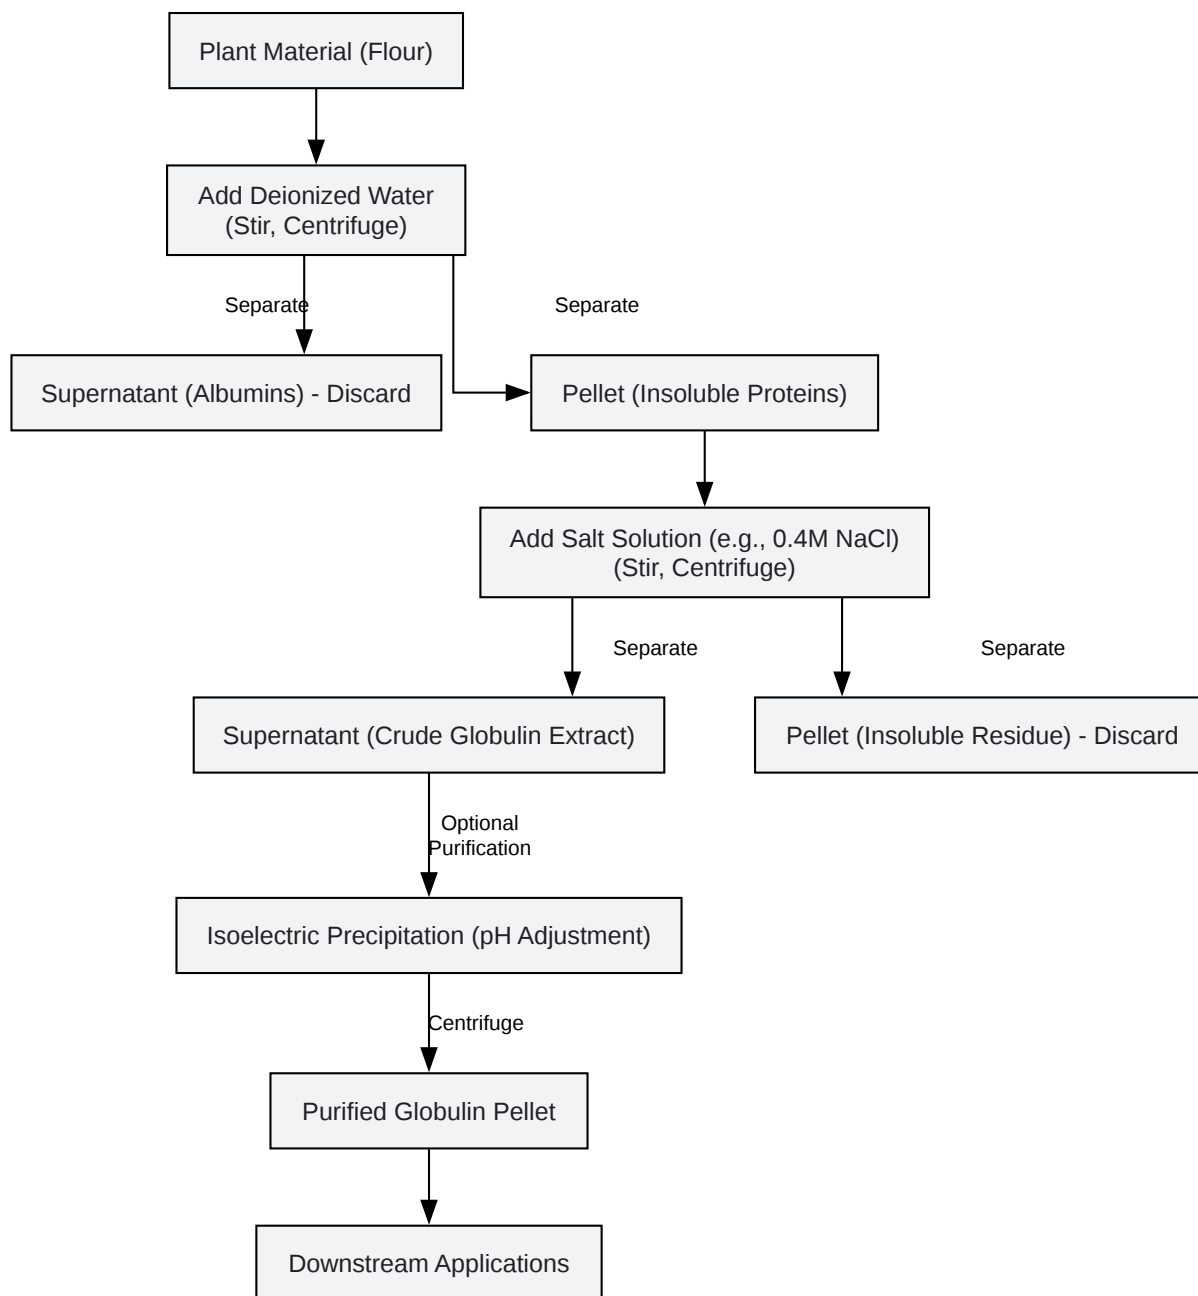 Plant Material (Flour)
Add Deionized Water
(Stir, Centrifuge)
Separate
Separate
Supernatant (Albumins) - Discard
Pellet (Insoluble Proteins)
Add Salt Solution (e.g., 0.4M NaCl)
(Stir, Centrifuge)
Separate
Separate
Supernatant (Crude Globulin Extract)
Pellet (Insoluble Residue) - Discard
Optional
Purification
Isoelectric Precipitation (pH Adjustment)
Centrifuge
Purified Globulin Pellet
Downstream Applications